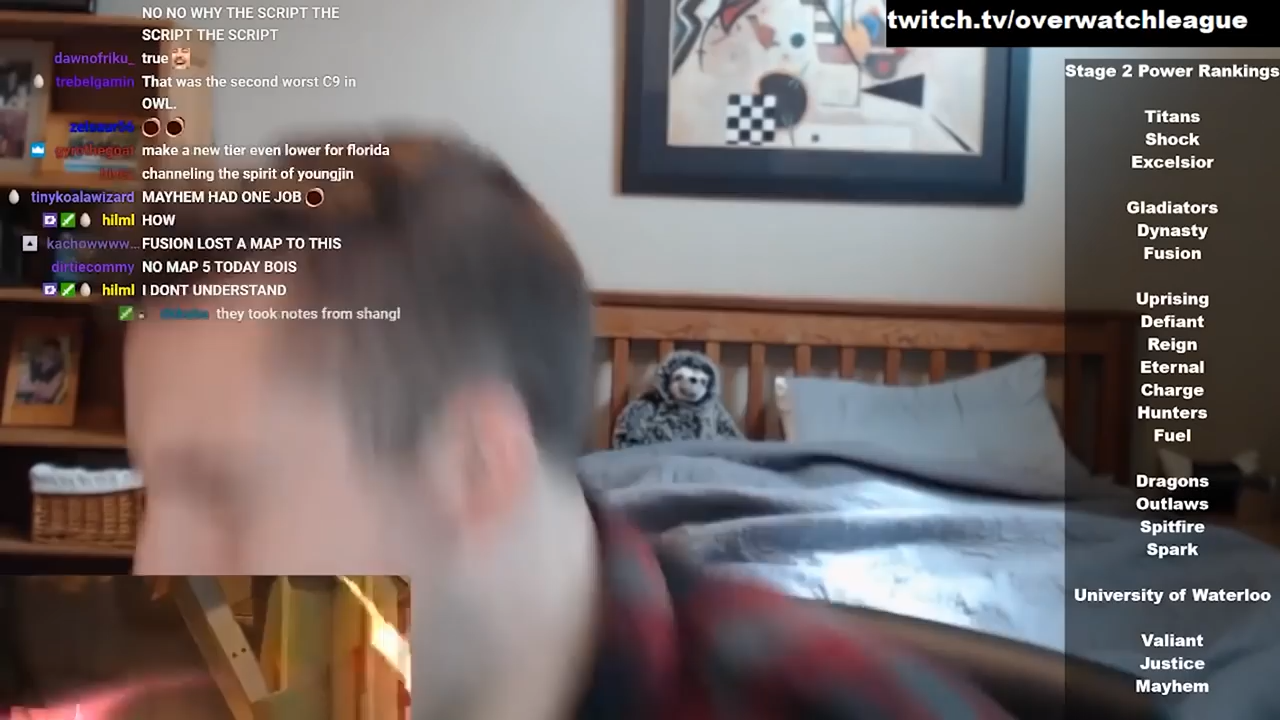 NO NO WHY THE SCRIPT THE
SCRIPT THE SCRIPT
dawnofriku_ true
trebelgamin That was the second worst C9 in
OWL.
make a new tier even lower for florida
channeling the spirit of youngjin
tinykoalawizard MAYHEM HAD ONE JOB
hilml HOW
kachowwww... FUSION LOST A MAP TO THIS
dirtiecommy NO MAP 5 TODAY BOIS
hilml I DONT UNDERSTAND
they took notes from shangl
twitch.tv/overwatchleague
Stage 2 Power Rankings
Titans
Shock
Excelsior
Gladiators
Dynasty
Fusion
Uprising
Defiant
Reign
Eternal
Charge
Hunters
Fuel
Dragons
Outlaws
Spitfire
Spark
University of Waterloo
Valiant
Justice
Mayhem